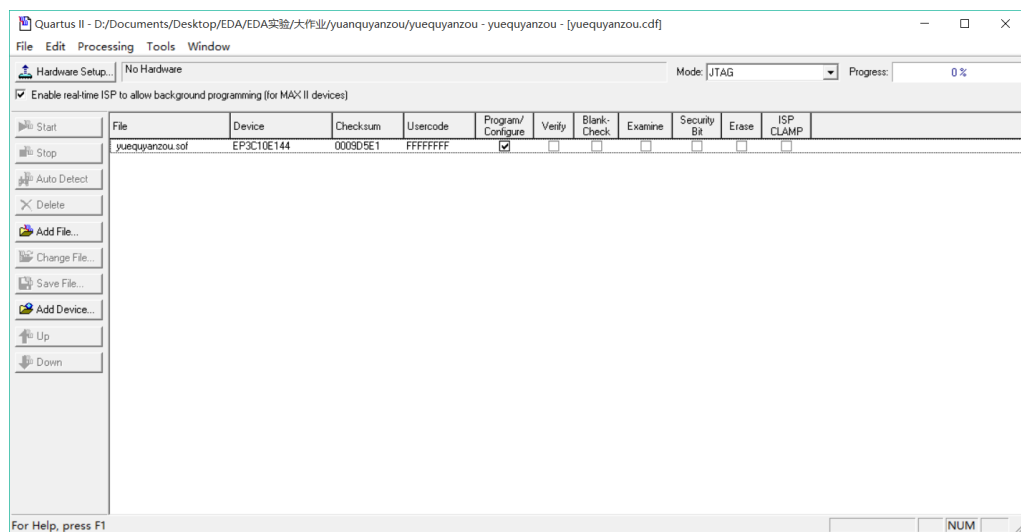 Quartus II - D:/Documents/Desktop/EDA/EDA实验/大作业/yuanquyanzou/yuequyanzou - yuequyanzou - [yuequyanzou.cdf]
File Edit Processing Tools Window
Hardware Setup... No Hardware Mode: JTAG Progress: 0 %
Enable real-time ISP to allow background programming (for MAX II devices)
Start
Stop
Auto Detect
Delete
Add File...
Change File...
Save File...
Add Device...
Up
Down
File Device Checksum Usercode Program/Configure Verify Blank-Check Examine Security Bit Erase ISP CLAMP
yuequyanzou.sof EP3C10E144 0009D5E1 FFFFFFFF
For Help, press F1 NUM